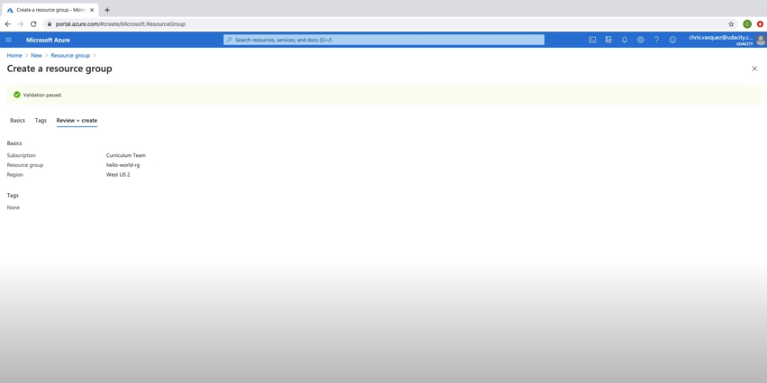 Create a resource group - Micro
portal.azure.com/#create/Microsoft.ResourceGroup
Microsoft Azure
Search resources, services, and docs (G+/)
chris.vasquez@udacity.c...
UDACITY
Home > New > Resource group >
Create a resource group
Validation passed
Basics Tags Review + create
Basics
Subscription Curriculum Team
Resource group hello-world-rg
Region West US 2
Tags
None